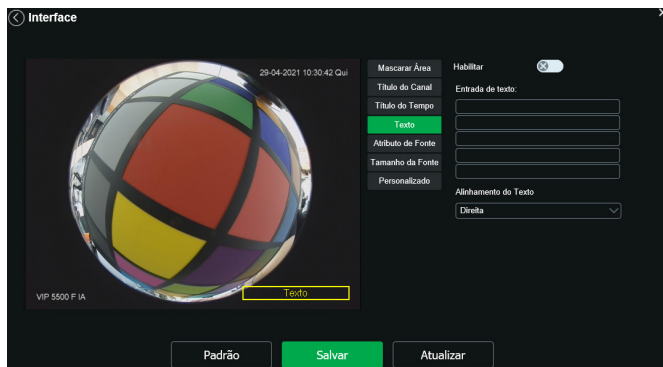 Interface
29-04-2021 10:30:42 Qui
VIP 5500 F IA
Texto
Mascarar Área
Título do Canal
Título do Tempo
Texto
Atributo de Fonte
Tamanho da Fonte
Personalizado
Habilitar
Entrada de texto:
Alinhamento do Texto
Direita
Padrão
Salvar
Atualizar